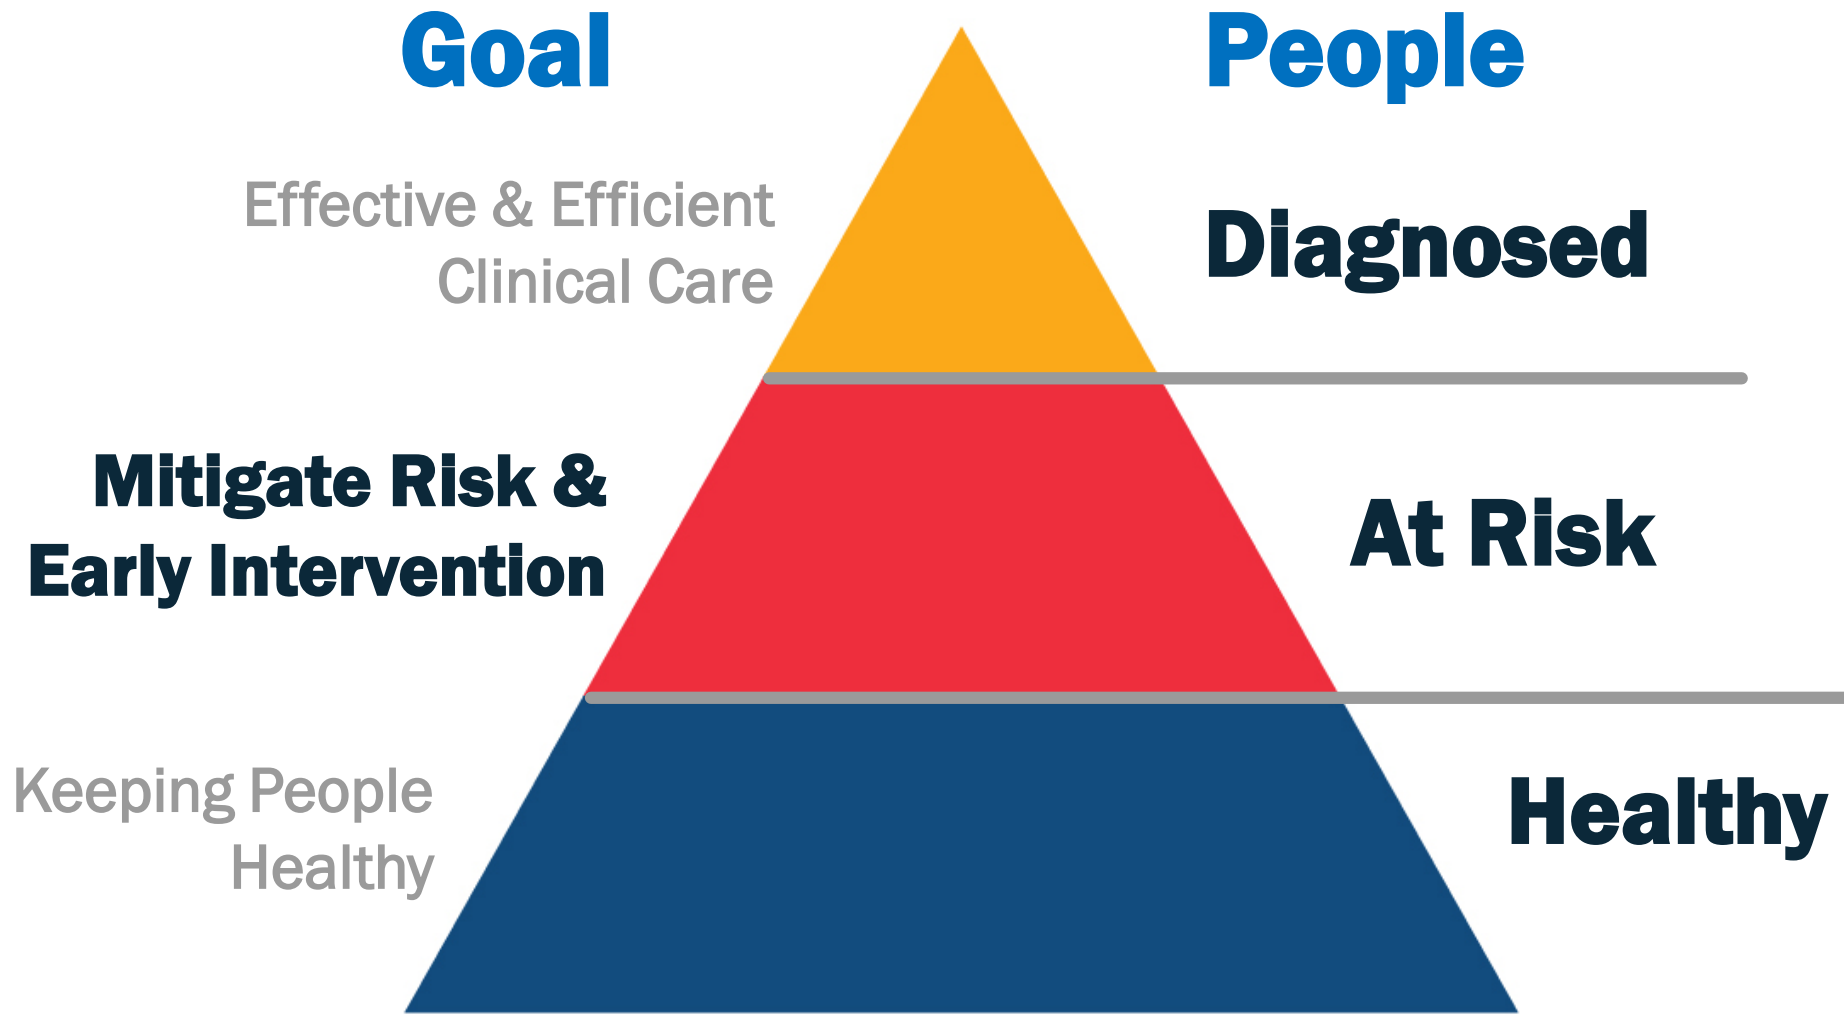 Goal
People
Effective & Efficient
Clinical Care
Diagnosed
Mitigate Risk &
Early Intervention
At Risk
Keeping People
Healthy
Healthy